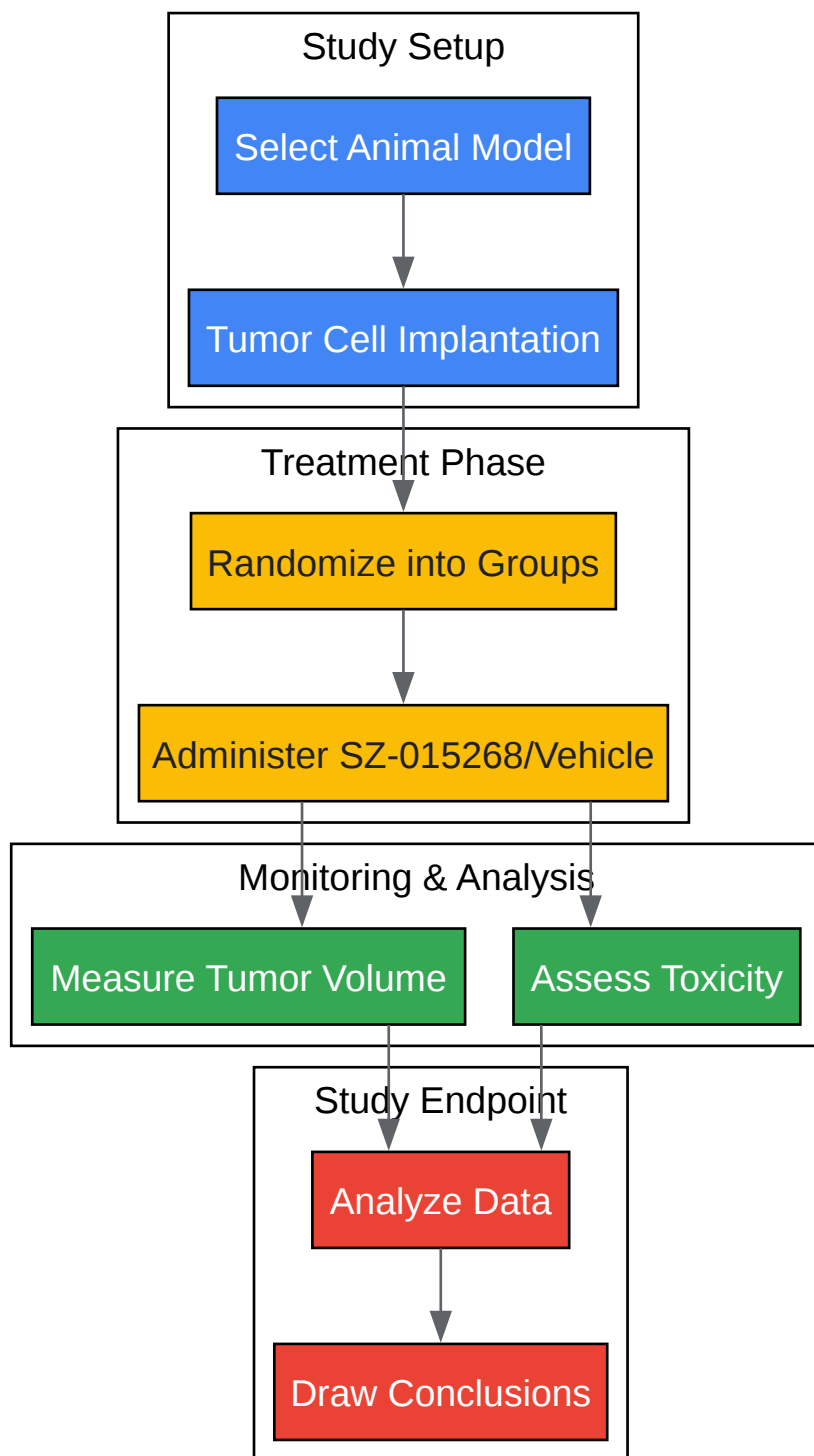 Study Setup
Select Animal Model
Tumor Cell Implantation
Treatment Phase
Randomize into Groups
Administer SZ-015268/Vehicle
Monitoring & Analysis
Measure Tumor Volume
Assess Toxicity
Study Endpoint
Analyze Data
Draw Conclusions